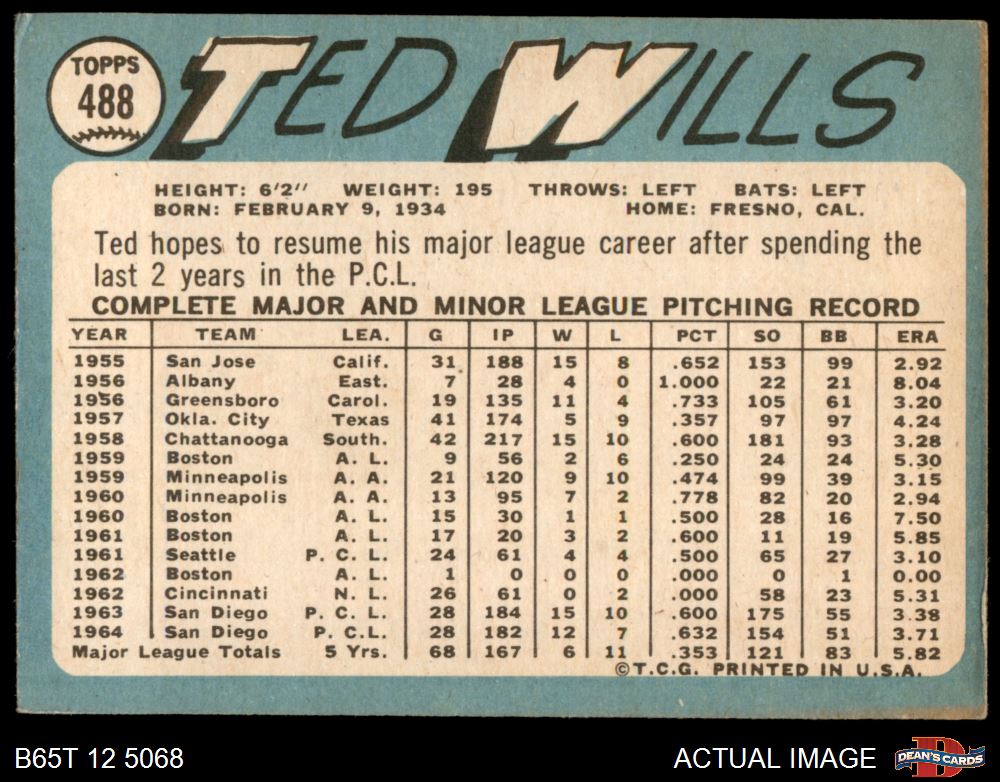 TOPPS
488
TED WILLS
HEIGHT: 6'2" WEIGHT: 195 THROWS: LEFT BATS: LEFT
BORN: FEBRUARY 9, 1934 HOME: FRESNO, CAL.
Ted hopes to resume his major league career after spending the
last 2 years in the P.C.L.
COMPLETE MAJOR AND MINOR LEAGUE PITCHING RECORD
YEAR TEAM LEA. G IP W L PCT SO BB ERA
1955 San Jose Calif. 31 188 15 8 .652 153 99 2.92
1956 Albany East. 7 28 4 0 1.000 22 21 8.04
1956 Greensboro Carol. 19 135 11 4 .733 105 61 3.20
1957 Okla. City Texas 41 174 5 9 .357 97 97 4.24
1958 Chattanooga South. 42 217 15 10 .600 181 93 3.28
1959 Boston A. L. 9 56 2 6 .250 24 24 5.30
1959 Minneapolis A. A. 21 120 9 10 .474 99 39 3.15
1960 Minneapolis A. A. 13 95 7 2 .778 82 20 2.94
1960 Boston A. L. 15 30 1 1 .500 28 16 7.50
1961 Boston A. L. 17 20 3 2 .600 11 19 5.85
1961 Seattle P. C. L. 24 61 4 4 .500 65 27 3.10
1962 Boston A. L. 1 0 0 0 .000 0 1 0.00
1962 Cincinnati N. L. 26 61 0 2 .000 58 23 5.31
1963 San Diego P. C. L. 28 184 15 10 .600 175 55 3.38
1964 San Diego P. C.L. 28 182 12 7 .632 154 51 3.71
Major League Totals 5 Yrs. 68 167 6 11 .353 121 83 5.82
©T.C.G. PRINTED IN U.S.A.
B65T 12 5068 ACTUAL IMAGE D DEAN'S CARDS